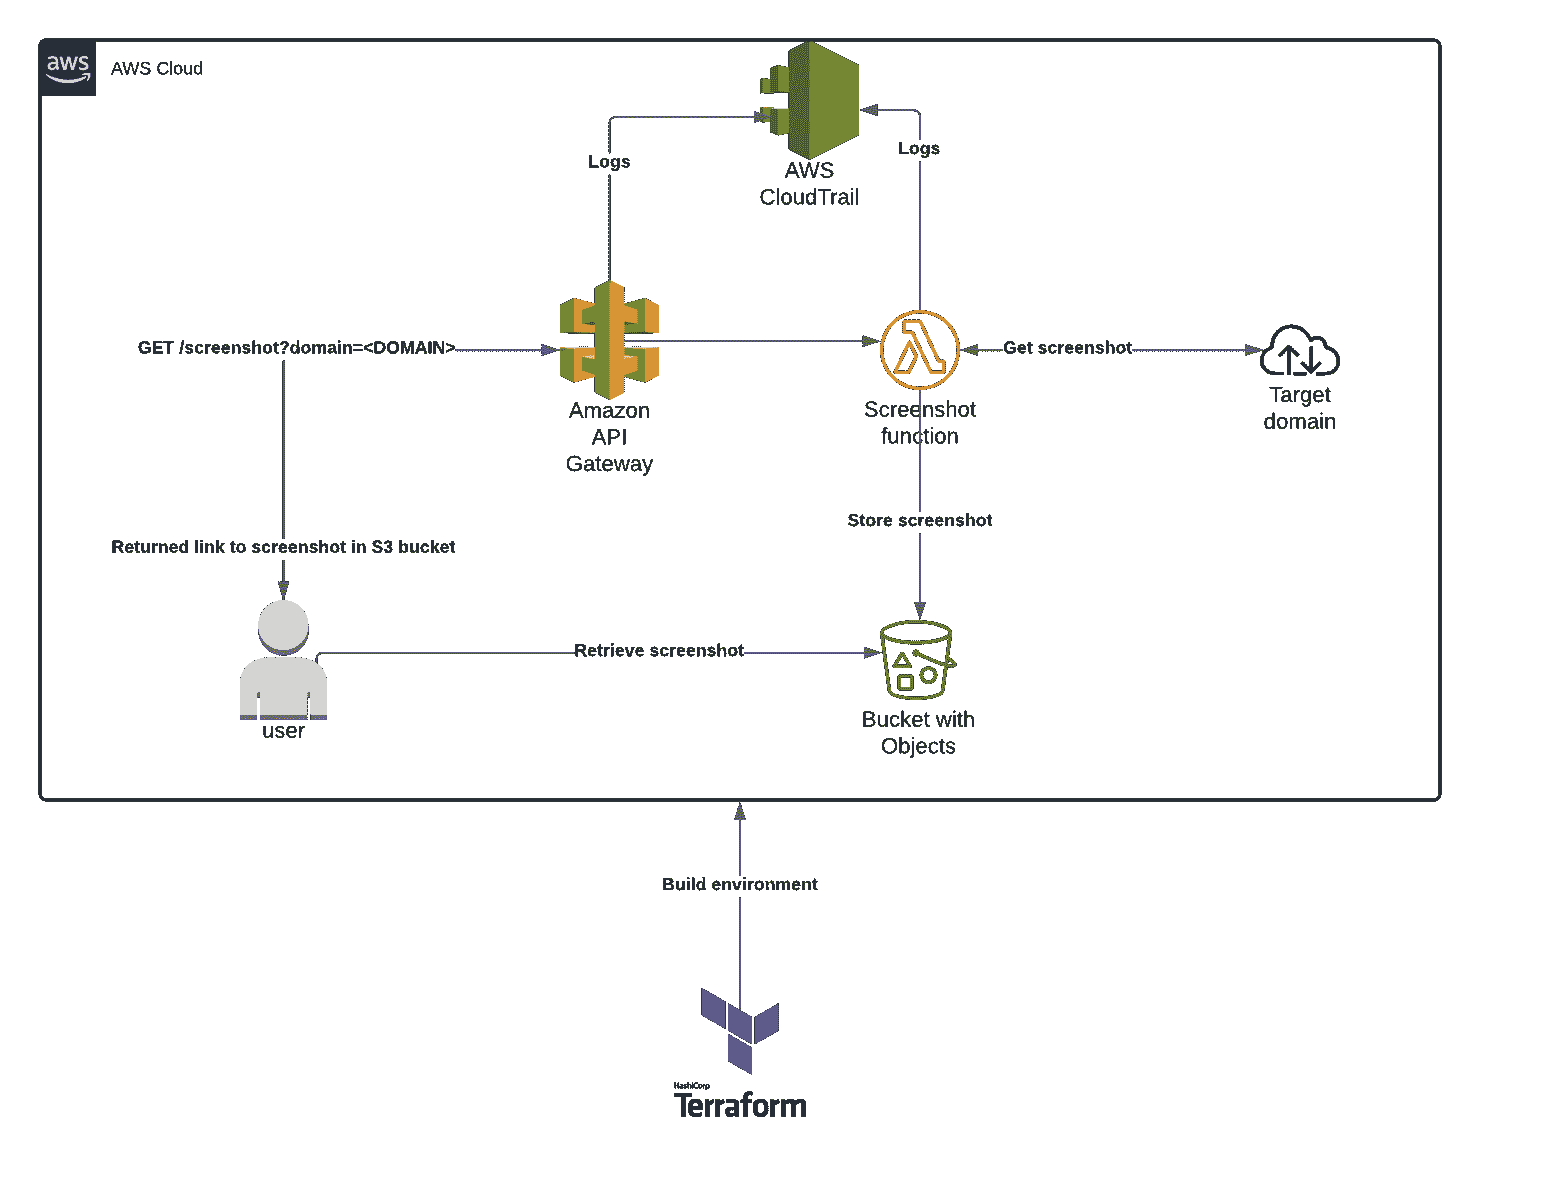 aws
AWS Cloud
Logs
Logs
AWS
CloudTrail
GET /screenshot?domain=<DOMAIN>
Get screenshot
Amazon
API
Gateway
Screenshot
function
Target
domain
Store screenshot
Returned link to screenshot in S3 bucket
Retrieve screenshot
user
Bucket with
Objects
Build environment
HashiCorp
Terraform